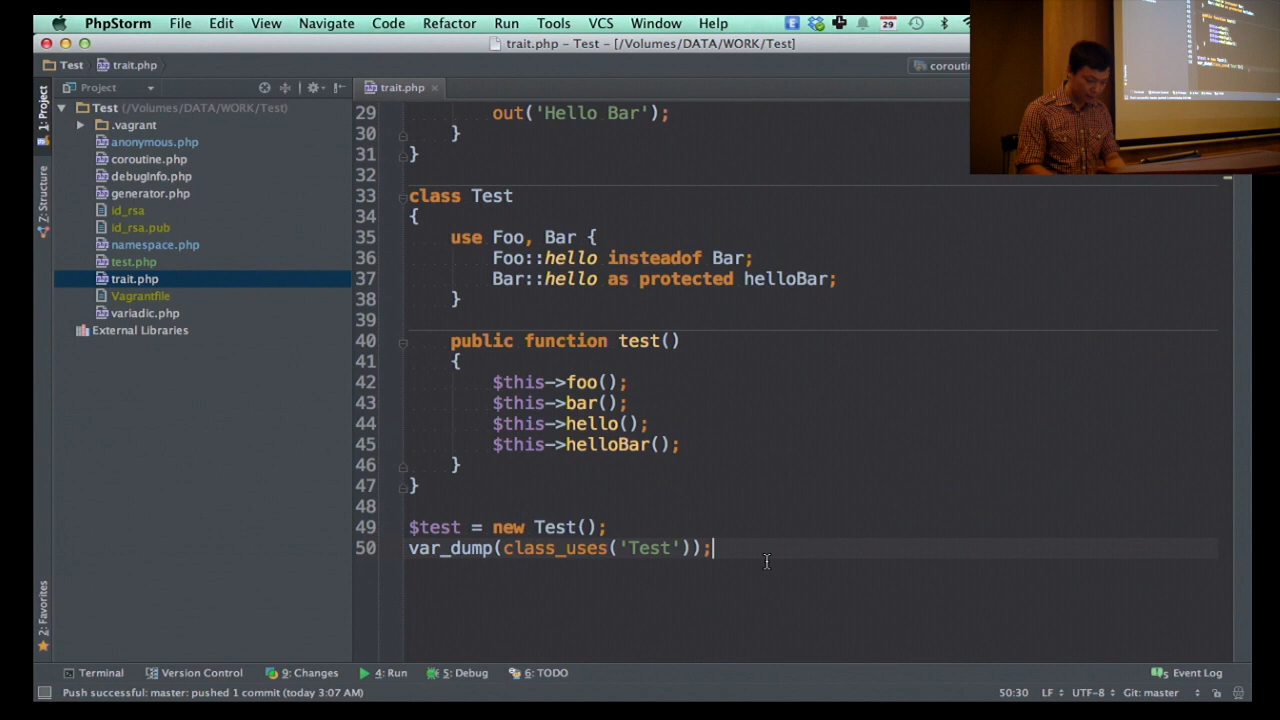 PhpStorm File Edit View Navigate Code Refactor Run Tools VCS Window Help 29
trait.php – Test – [/Volumes/DATA/WORK/Test]
Test trait.php
Project trait.php
1: Project
Z: Structure
2: Favorites
Test (/Volumes/DATA/WORK/Test)
.vagrant
anonymous.php
coroutine.php
debugInfo.php
generator.php
id_rsa
id_rsa.pub
namespace.php
test.php
trait.php
Vagrantfile
variadic.php
External Libraries
29 out('Hello Bar');
30 }
31 }
32
33 class Test
34 {
35 use Foo, Bar {
36 Foo::hello insteadof Bar;
37 Bar::hello as protected helloBar;
38 }
39
40 public function test()
41 {
42 $this->foo();
43 $this->bar();
44 $this->hello();
45 $this->helloBar();
46 }
47 }
48
49 $test = new Test();
50 var_dump(class_uses('Test'));
Terminal Version Control 9: Changes 4: Run 5: Debug 6: TODO Event Log
Push successful: master: pushed 1 commit (today 3:07 AM) 50:30 LF UTF-8 Git: master